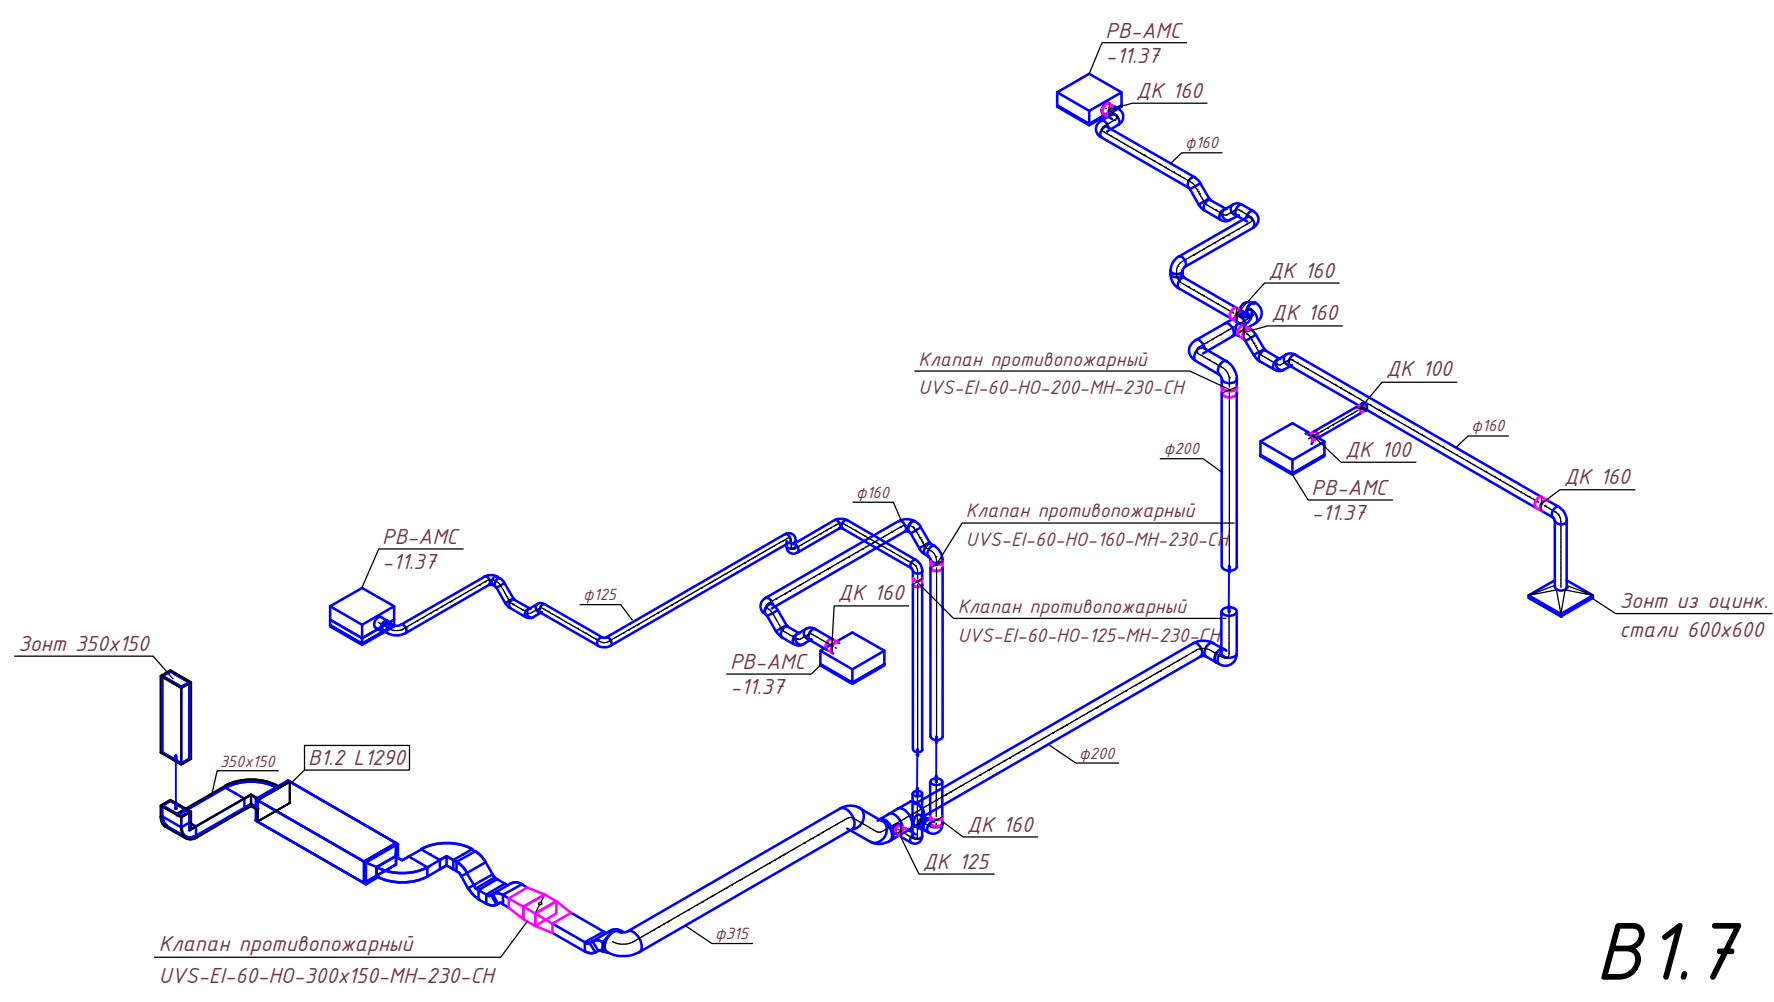 РВ-АМС
-11.37
ДК 160
ф160
ДК 160
ДК 160
Клапан противопожарный
UVS-EI-60-НО-200-МН-230-СН
ДК 100
ф160
ДК 100
ф200
ДК 160
РВ-АМС
-11.37
ф160
Клапан противопожарный
UVS-EI-60-НО-160-МН-230-СН
РВ-АМС
-11.37
ф125
ДК 160
Клапан противопожарный
UVS-EI-60-НО-125-МН-230-СН
Зонт из оцинк.
стали 600х600
Зонт 350х150
РВ-АМС
-11.37
350х150
В1.2 L1290
ф200
ДК 160
ДК 125
ф315
Клапан противопожарный
UVS-EI-60-НО-300х150-МН-230-СН
В1.7